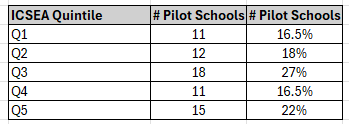 ICSEA Quintile # Pilot Schools # Pilot Schools
Q1 11 16.5%
Q2 12 18%
Q3 18 27%
Q4 11 16.5%
Q5 15 22%